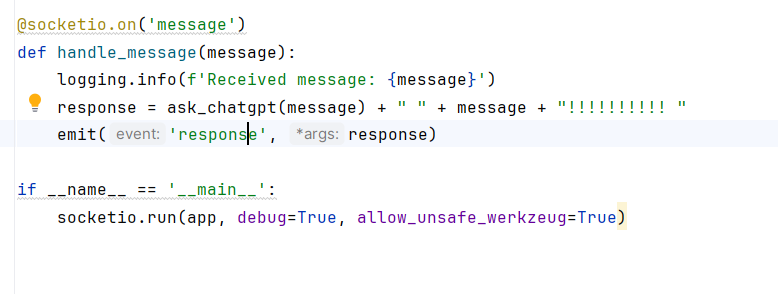 @socketio.on('message')
def handle_message(message):
    logging.info(f'Received message: {message}')
    response = ask_chatgpt(message) + " " + message + "!!!!!!!!!! "
    emit( event: 'response', *args: response)
if __name__ == '__main__':
    socketio.run(app, debug=True, allow_unsafe_werkzeug=True)